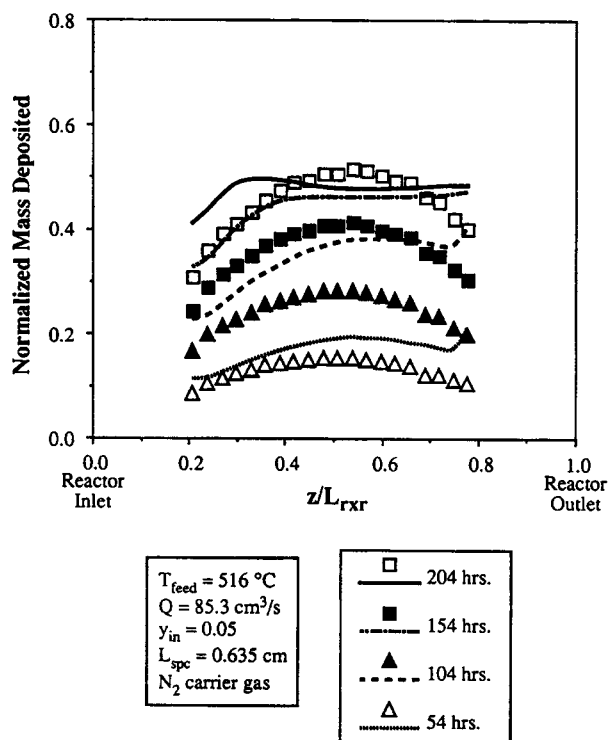 Normalized Mass Deposited
0.8
0.6
0.4
0.2
0.0
0.0 0.2 0.4 0.6 0.8 1.0
Reactor Inlet
z/L_rxr
Reactor Outlet
T_feed = 516 °C
Q = 85.3 cm³/s
y_in = 0.05
L_spc = 0.635 cm
N₂ carrier gas
204 hrs.
154 hrs.
104 hrs.
54 hrs.